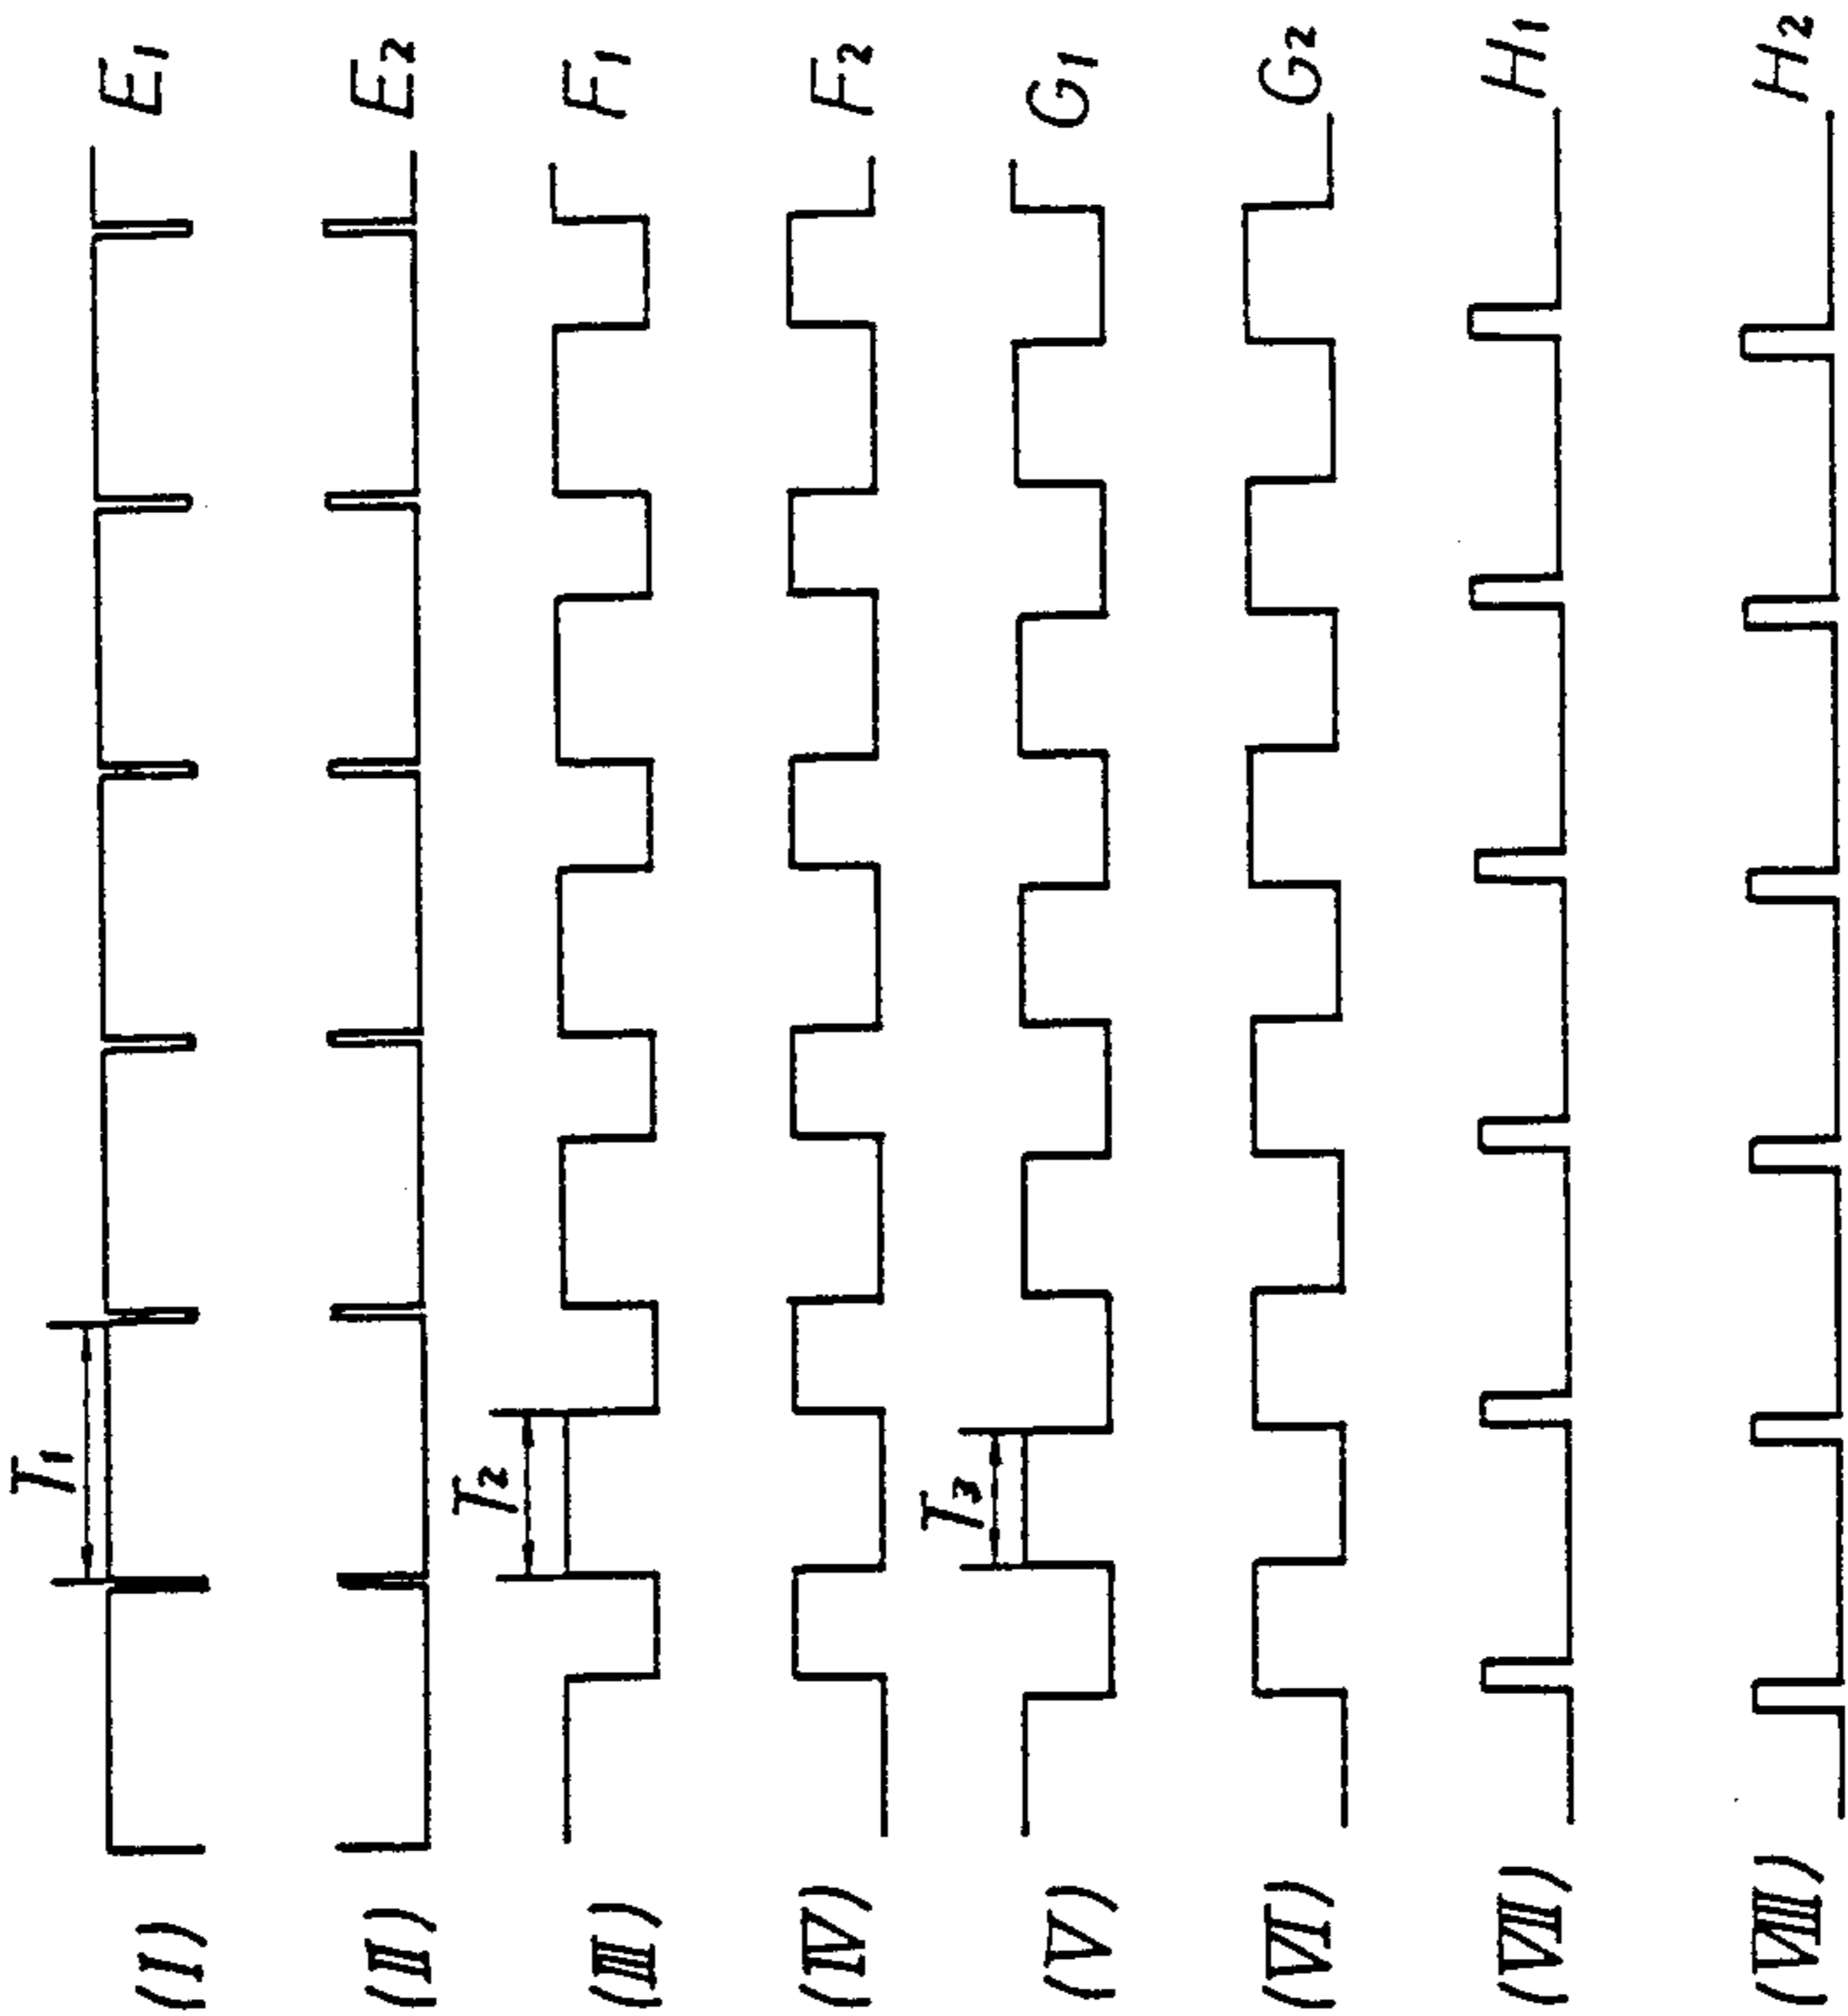 (I) T1 E1
(II) E2
(III) T2 F1
(IV) F2
(V) T3 G1
(VI) G2
(VII) H1
(VIII) H2